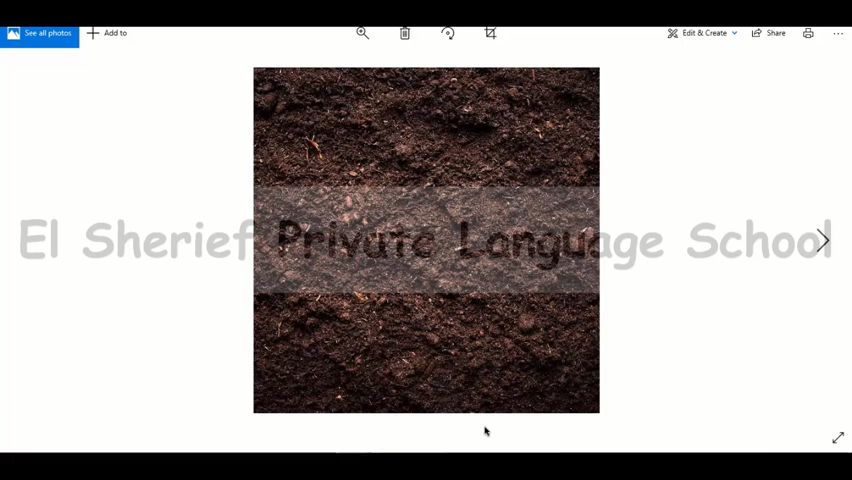 See all photos
Add to
Edit & Create
Share
El Sherief Private Language School